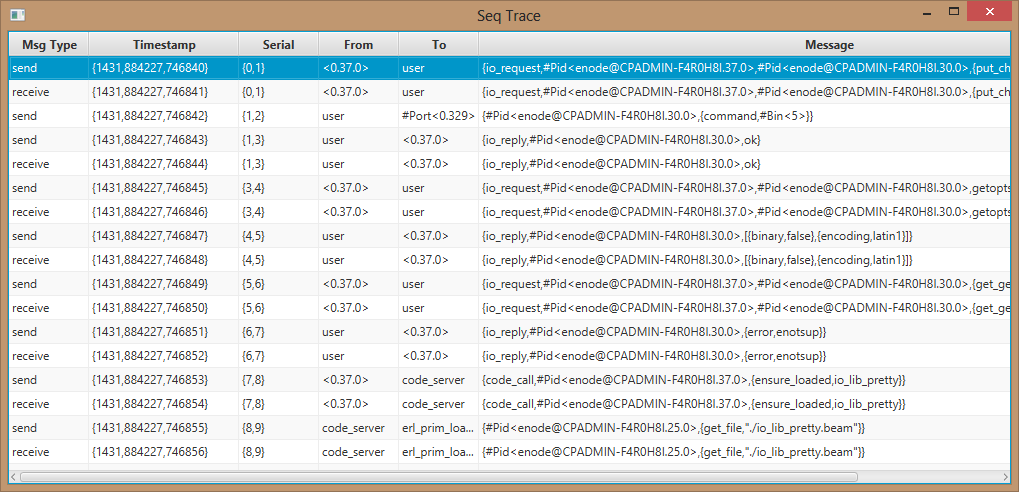 Seq Trace
Msg Type Timestamp Serial From To Message
send {1431,884227,746840} {0,1} <0.37.0> user {io_request,#Pid<enode@CPADMIN-F4R0H8I.37.0>,#Pid<enode@CPADMIN-F4R0H8I.30.0>,{put_ch
receive {1431,884227,746841} {0,1} <0.37.0> user {io_request,#Pid<enode@CPADMIN-F4R0H8I.37.0>,#Pid<enode@CPADMIN-F4R0H8I.30.0>,{put_ch
send {1431,884227,746842} {1,2} user #Port<0.329> {#Pid<enode@CPADMIN-F4R0H8I.30.0>,{command,#Bin<5>}}
send {1431,884227,746843} {1,3} user <0.37.0> {io_reply,#Pid<enode@CPADMIN-F4R0H8I.30.0>,ok}
receive {1431,884227,746844} {1,3} user <0.37.0> {io_reply,#Pid<enode@CPADMIN-F4R0H8I.30.0>,ok}
send {1431,884227,746845} {3,4} <0.37.0> user {io_request,#Pid<enode@CPADMIN-F4R0H8I.37.0>,#Pid<enode@CPADMIN-F4R0H8I.30.0>,getopts
receive {1431,884227,746846} {3,4} <0.37.0> user {io_request,#Pid<enode@CPADMIN-F4R0H8I.37.0>,#Pid<enode@CPADMIN-F4R0H8I.30.0>,getopts
send {1431,884227,746847} {4,5} user <0.37.0> {io_reply,#Pid<enode@CPADMIN-F4R0H8I.30.0>,[{binary,false},{encoding,latin1}]}
receive {1431,884227,746848} {4,5} user <0.37.0> {io_reply,#Pid<enode@CPADMIN-F4R0H8I.30.0>,[{binary,false},{encoding,latin1}]}
send {1431,884227,746849} {5,6} <0.37.0> user {io_request,#Pid<enode@CPADMIN-F4R0H8I.37.0>,#Pid<enode@CPADMIN-F4R0H8I.30.0>,{get_ge
receive {1431,884227,746850} {5,6} <0.37.0> user {io_request,#Pid<enode@CPADMIN-F4R0H8I.37.0>,#Pid<enode@CPADMIN-F4R0H8I.30.0>,{get_ge
send {1431,884227,746851} {6,7} user <0.37.0> {io_reply,#Pid<enode@CPADMIN-F4R0H8I.30.0>,{error,enotsup}}
receive {1431,884227,746852} {6,7} user <0.37.0> {io_reply,#Pid<enode@CPADMIN-F4R0H8I.30.0>,{error,enotsup}}
send {1431,884227,746853} {7,8} <0.37.0> code_server {code_call,#Pid<enode@CPADMIN-F4R0H8I.37.0>,{ensure_loaded,io_lib_pretty}}
receive {1431,884227,746854} {7,8} <0.37.0> code_server {code_call,#Pid<enode@CPADMIN-F4R0H8I.37.0>,{ensure_loaded,io_lib_pretty}}
send {1431,884227,746855} {8,9} code_server erl_prim_loa... {#Pid<enode@CPADMIN-F4R0H8I.25.0>,{get_file,"./io_lib_pretty.beam"}}
receive {1431,884227,746856} {8,9} code_server erl_prim_loa... {#Pid<enode@CPADMIN-F4R0H8I.25.0>,{get_file,"./io_lib_pretty.beam"}}